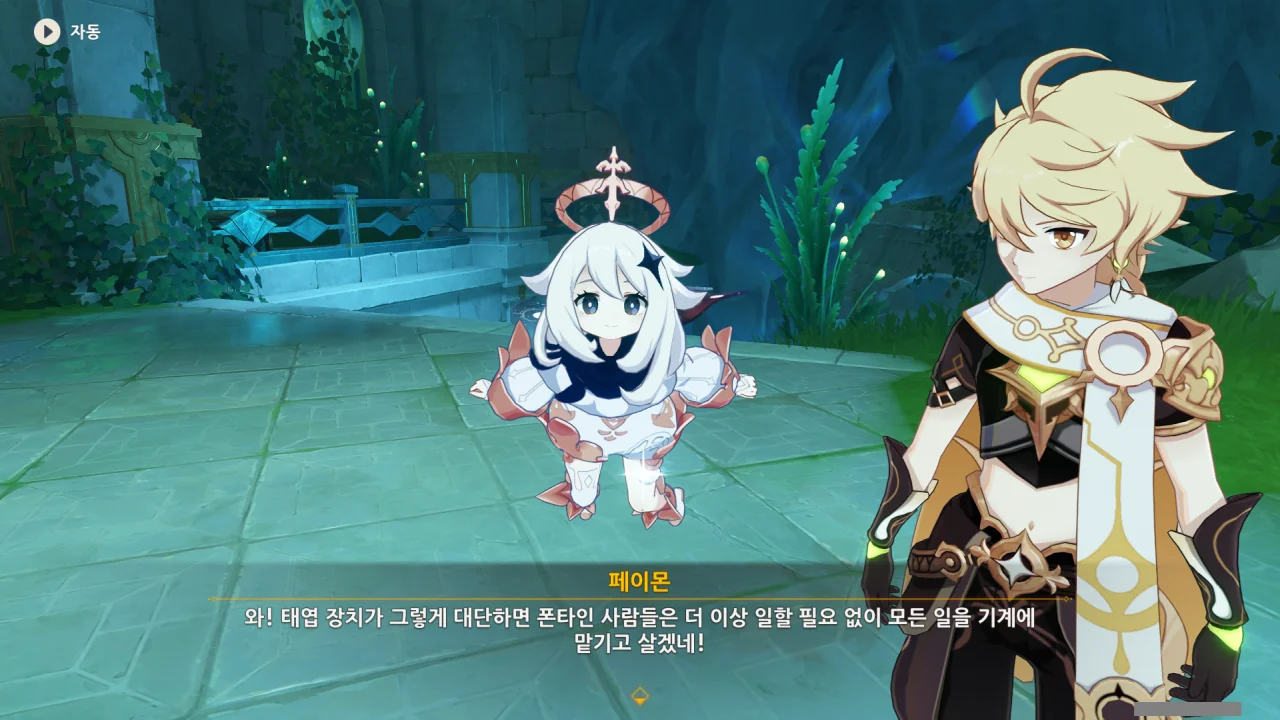 자동
페이몬
와! 태엽 장치가 그렇게 대단하면 폰타인 사람들은 더 이상 일할 필요 없이 모든 일을 기계에
맡기고 살겠네!